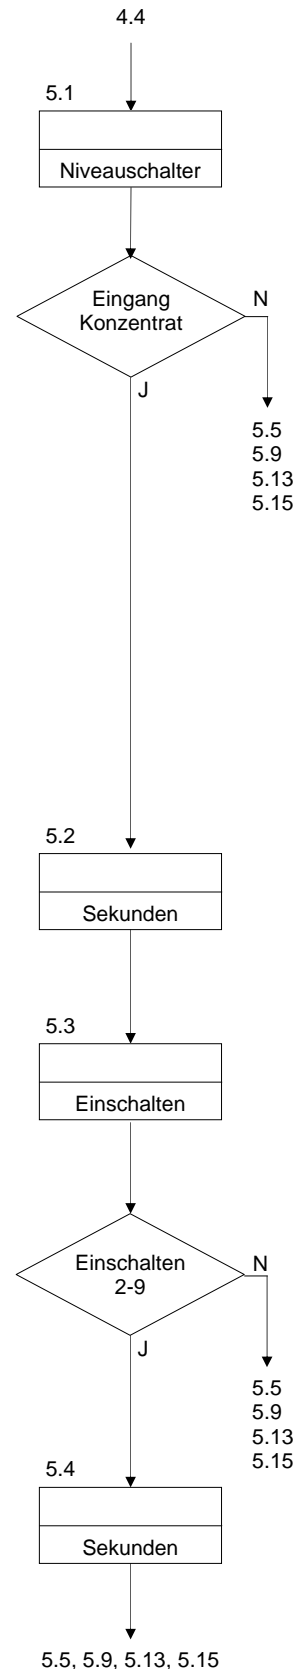 4.4
5.1
Niveauschalter
Eingang
Konzentrat
N
J
5.5
5.9
5.13
5.15
5.2
Sekunden
5.3
Einschalten
Einschalten
2-9
N
J
5.5
5.9
5.13
5.15
5.4
Sekunden
5.5, 5.9, 5.13, 5.15